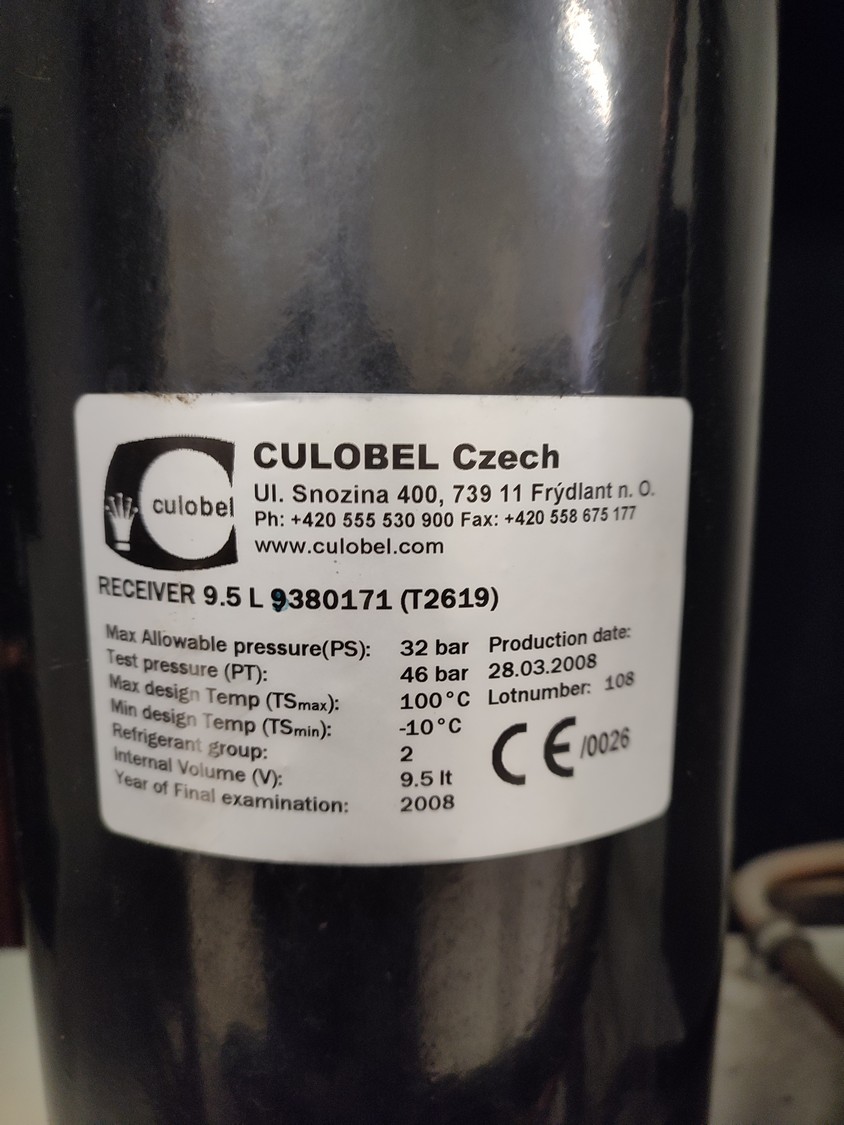 culobel
CULOBEL Czech
Ul. Snozina 400, 739 11 Frýdlant n. O.
Ph: +420 555 530 900 Fax: +420 558 675 177
www.culobel.com
RECEIVER 9.5 L 9380171 (T2619)
Max Allowable pressure(PS): 32 bar
Test pressure (PT): 46 bar
Max design Temp (TSmax): 100°C
Min design Temp (TSmin): -10°C
Refrigerant group: 2
Internal Volume (V): 9.5 lt
Year of Final examination: 2008
Production date:
28.03.2008
Lotnumber: 108
CE/0026